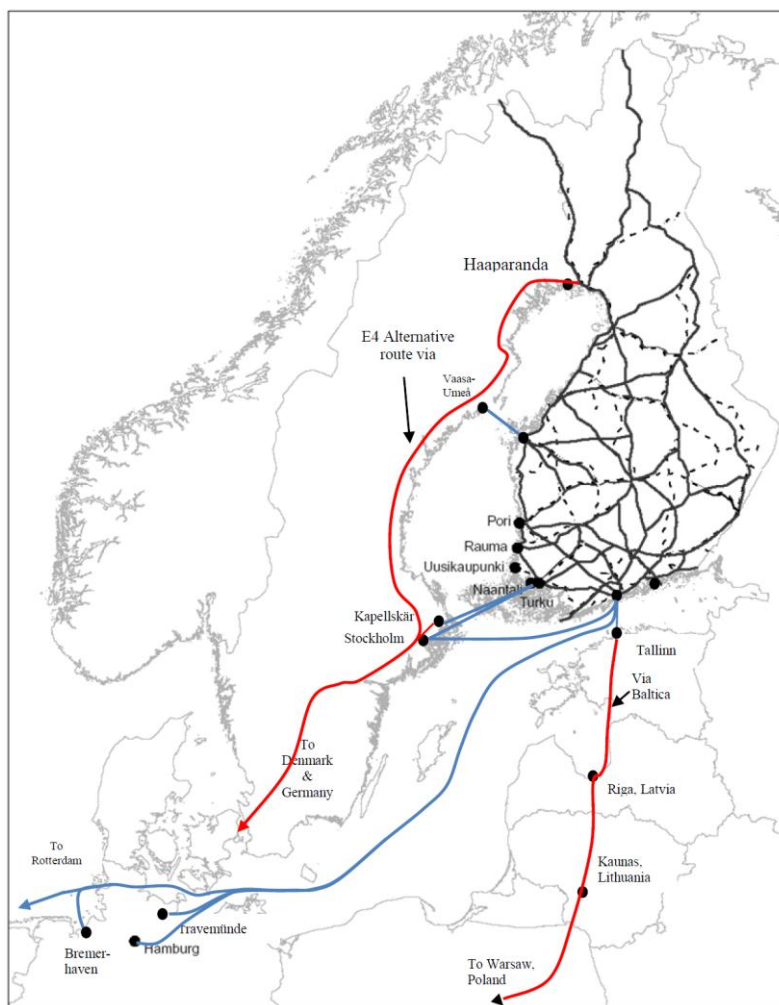 Haaparanda
E4 Alternative
route via
Vaasa-
Umeå
Pori
Rauma
Uusikaupunki
Naantali
Turku
Kapellskär
Stockholm
Tallinn
Via
Baltica
To
Denmark
&
Germany
Riga, Latvia
To
Rotterdam
Kaunas,
Lithuania
Travemünde
Bremer-
haven
Hamburg
To Warsaw,
Poland